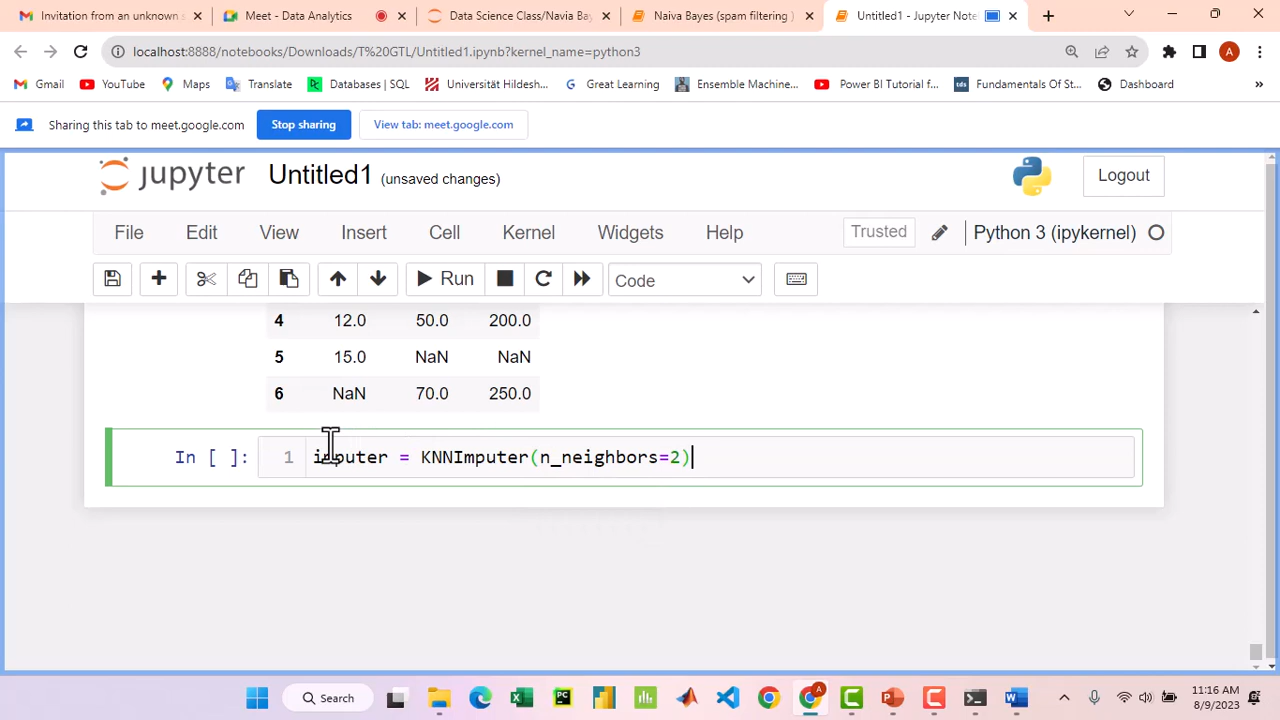 Invitation from an unknown s
Meet - Data Analytics
Data Science Class/Navia Bay
Naiva Bayes (spam filtering )
Untitled1 - Jupyter Note
localhost:8888/notebooks/Downloads/T%20GTL/Untitled1.ipynb?kernel_name=python3
A
Gmail
YouTube
Maps
Translate
Databases | SQL
Universität Hildesh...
Great Learning
Ensemble Machine...
Power BI Tutorial f...
Fundamentals Of St...
Dashboard
»
Sharing this tab to meet.google.com
Stop sharing
View tab: meet.google.com
jupyter Untitled1 (unsaved changes)
Logout
File Edit View Insert Cell Kernel Widgets Help
Trusted
Python 3 (ipykernel)
Run
Code
4 12.0 50.0 200.0
5 15.0 NaN NaN
6 NaN 70.0 250.0
In [ ]: 1 imputer = KNNImputer(n_neighbors=2)
Search
11:16 AM
8/9/2023